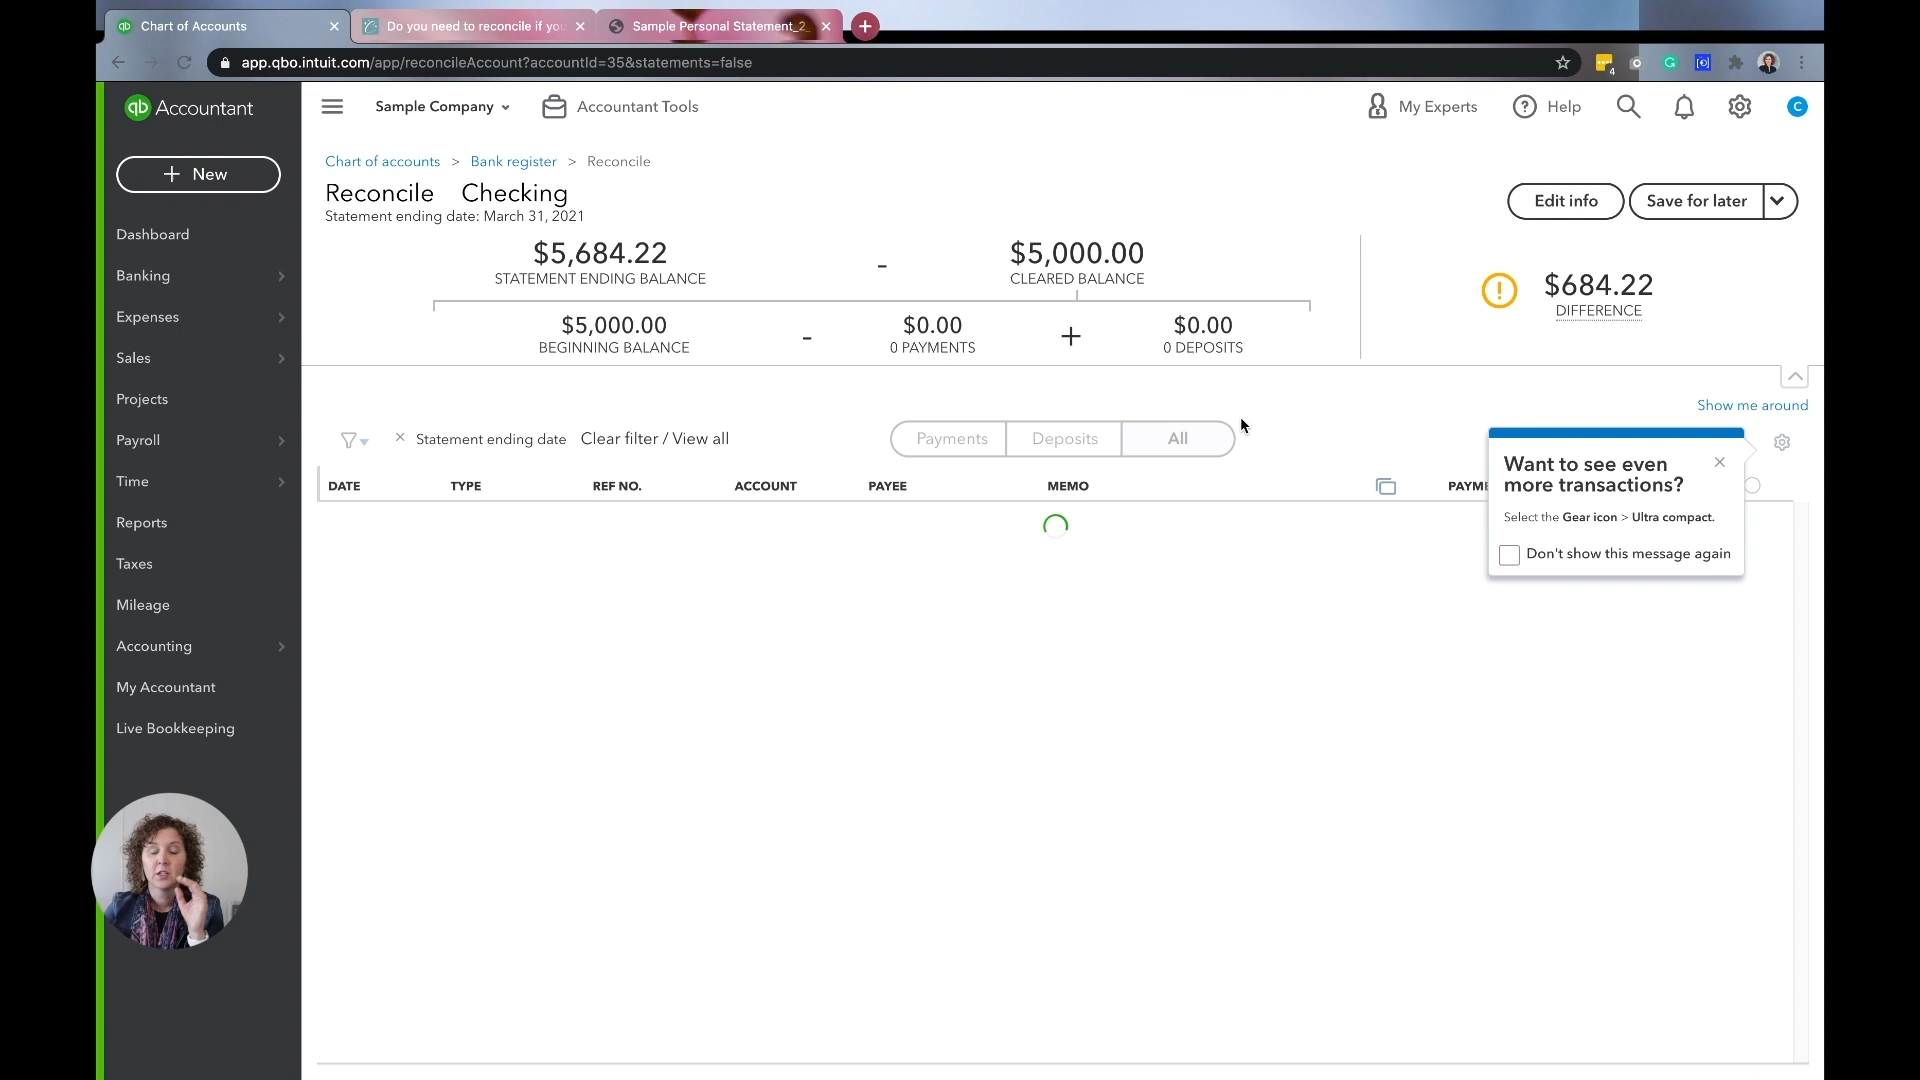 Chart of Accounts
Do you need to reconcile if you
Sample Personal Statement_2
app.qbo.intuit.com/app/reconcileAccount?accountId=35&statements=false
4
qb Accountant
Sample Company
Accountant Tools
My Experts
Help
C
+ New
Dashboard
Banking
Expenses
Sales
Projects
Payroll
Time
Reports
Taxes
Mileage
Accounting
My Accountant
Live Bookkeeping
Chart of accounts > Bank register > Reconcile
Reconcile Checking
Statement ending date: March 31, 2021
Edit info
Save for later
$5,684.22
STATEMENT ENDING BALANCE
-
$5,000.00
CLEARED BALANCE
$5,000.00
BEGINNING BALANCE
-
$0.00
0 PAYMENTS
+
$0.00
0 DEPOSITS
$684.22
DIFFERENCE
Show me around
Statement ending date
Clear filter / View all
Payments
Deposits
All
DATE TYPE REF NO. ACCOUNT PAYEE MEMO PAYME
Want to see even
more transactions?
Select the Gear icon > Ultra compact.
Don't show this message again